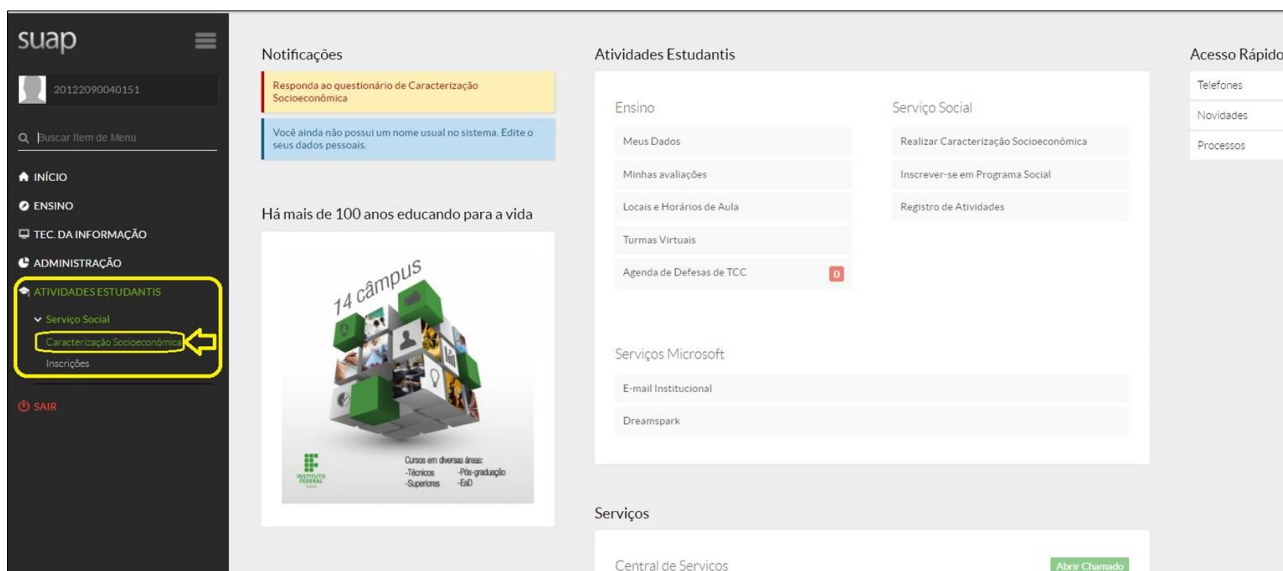 suap
20122090040151
Buscar Item de Menu
INÍCIO
ENSINO
TEC. DA INFORMAÇÃO
ADMINISTRAÇÃO
ATIVIDADES ESTUDANTIS
Serviço Social
Caracterização Socioeconômica
Inscrições
SAIR
Notificações
Responda ao questionário de Caracterização
Socioeconômica
Você ainda não possui um nome usual no sistema. Edite o
seus dados pessoais.
Há mais de 100 anos educando para a vida
14 câmpus
INSTITUTO
FEDERAL
Cursos em diversas áreas:
-Técnicos -Pós-graduação
-Superiores -EaD
Atividades Estudantis
Ensino
Meus Dados
Minhas avaliações
Locais e Horários de Aula
Turmas Virtuais
Agenda de Defesas de TCC 0
Serviço Social
Realizar Caracterização Socioeconômica
Inscrever-se em Programa Social
Registro de Atividades
Serviços Microsoft
E-mail Institucional
Dreamspark
Serviços
Central de Serviços
Abrir Chamado
Acesso Rápido
Telefones
Novidades
Processos